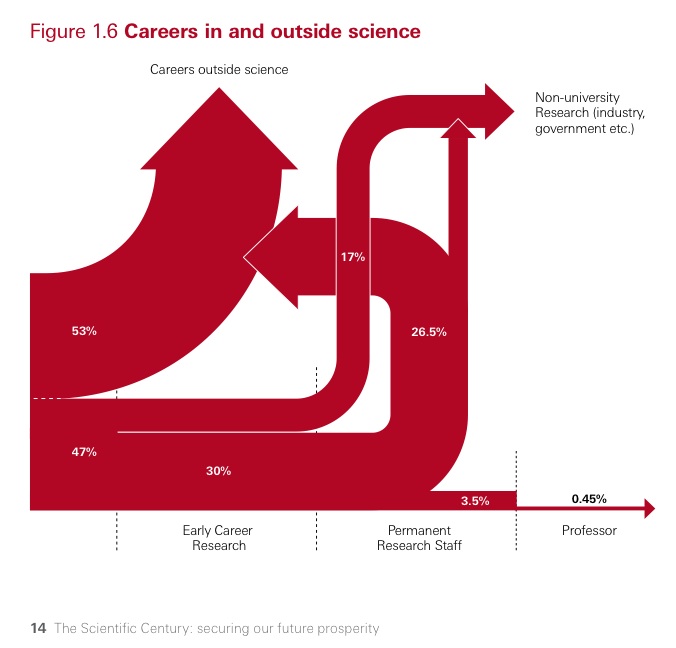 Figure 1.6 Careers in and outside science
Careers outside science
Non-university
Research (industry,
government etc.)
17%
53%
26.5%
47%
30%
3.5%
0.45%
Early Career
Research
Permanent
Research Staff
Professor
14 The Scientific Century: securing our future prosperity